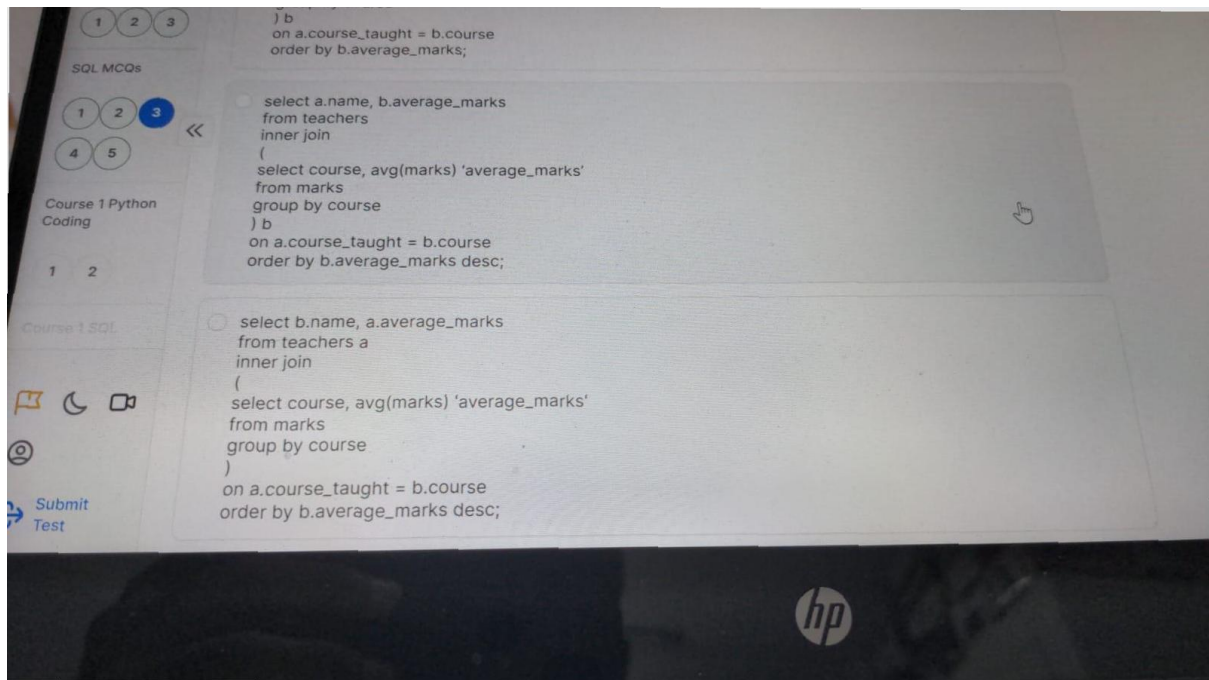 1 2 3
) b
on a.course_taught = b.course
order by b.average_marks;
SQL MCQs
1 2 3
4 5
select a.name, b.average_marks
from teachers
inner join
(
select course, avg(marks) 'average_marks'
from marks
group by course
) b
on a.course_taught = b.course
order by b.average_marks desc;
Course 1 Python
Coding
1 2
Course 1 SQL
select b.name, a.average_marks
from teachers a
inner join
(
select course, avg(marks) 'average_marks'
from marks
group by course
)
on a.course_taught = b.course
order by b.average_marks desc;
Submit
Test
hp